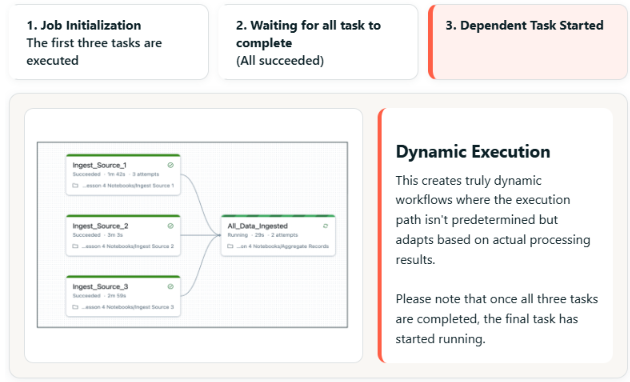 1. Job Initialization
The first three tasks are
executed
2. Waiting for all task to
complete
(All succeeded)
3. Dependent Task Started
Ingest_Source_1
Succeeded · 1m 42s · 3 attempts
...esson 4 Notebooks/Ingest Source 1
Ingest_Source_2
Succeeded · 2m 3s
...esson 4 Notebooks/Ingest Source 2
Ingest_Source_3
Succeeded · 2m 59s
...esson 4 Notebooks/Ingest Source 3
All_Data_Ingested
Running · 29s · 2 attempts
...on 4 Notebooks/Aggregate Records
Dynamic Execution
This creates truly dynamic
workflows where the execution
path isn't predetermined but
adapts based on actual processing
results.
Please note that once all three tasks
are completed, the final task has
started running.